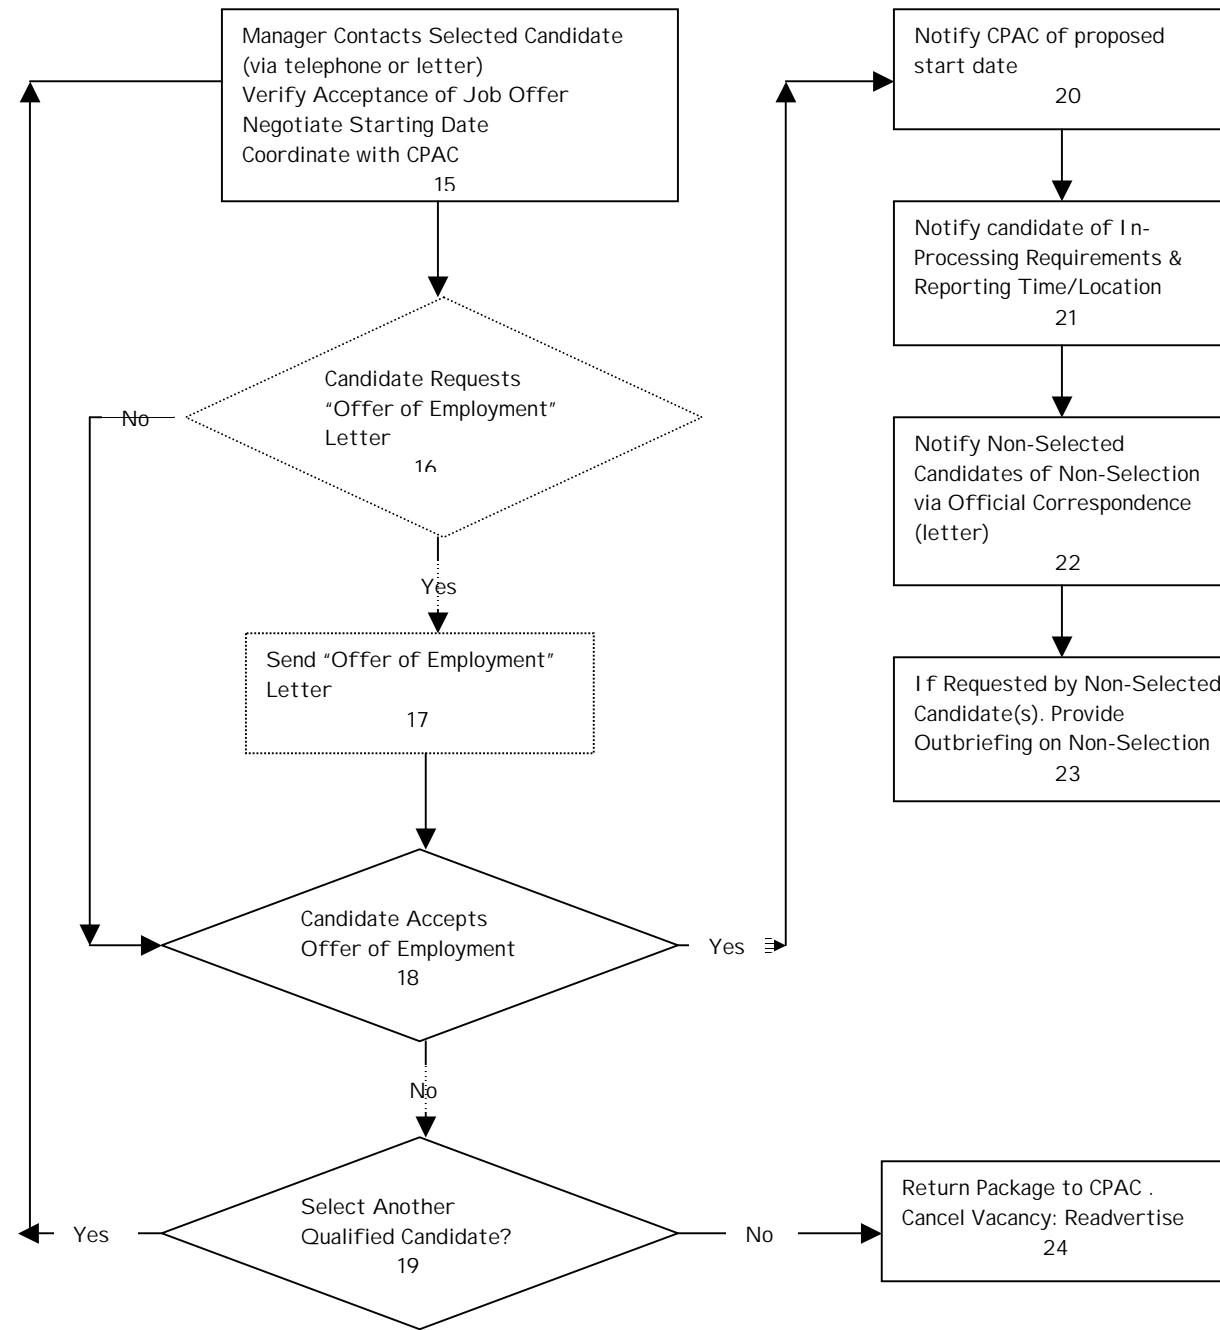 Manager Contacts Selected Candidate
(via telephone or letter)
Verify Acceptance of Job Offer
Negotiate Starting Date
Coordinate with CPAC
15
Candidate Requests
"Offer of Employment"
Letter
16
No
Yes
Send "Offer of Employment"
Letter
17
Candidate Accepts
Offer of Employment
18
Yes
No
Select Another
Qualified Candidate?
19
Yes
No
Notify CPAC of proposed
start date
20
Notify candidate of In-
Processing Requirements &
Reporting Time/Location
21
Notify Non-Selected
Candidates of Non-Selection
via Official Correspondence
(letter)
22
If Requested by Non-Selected
Candidate(s). Provide
Outbriefing on Non-Selection
23
Return Package to CPAC .
Cancel Vacancy: Readvertise
24